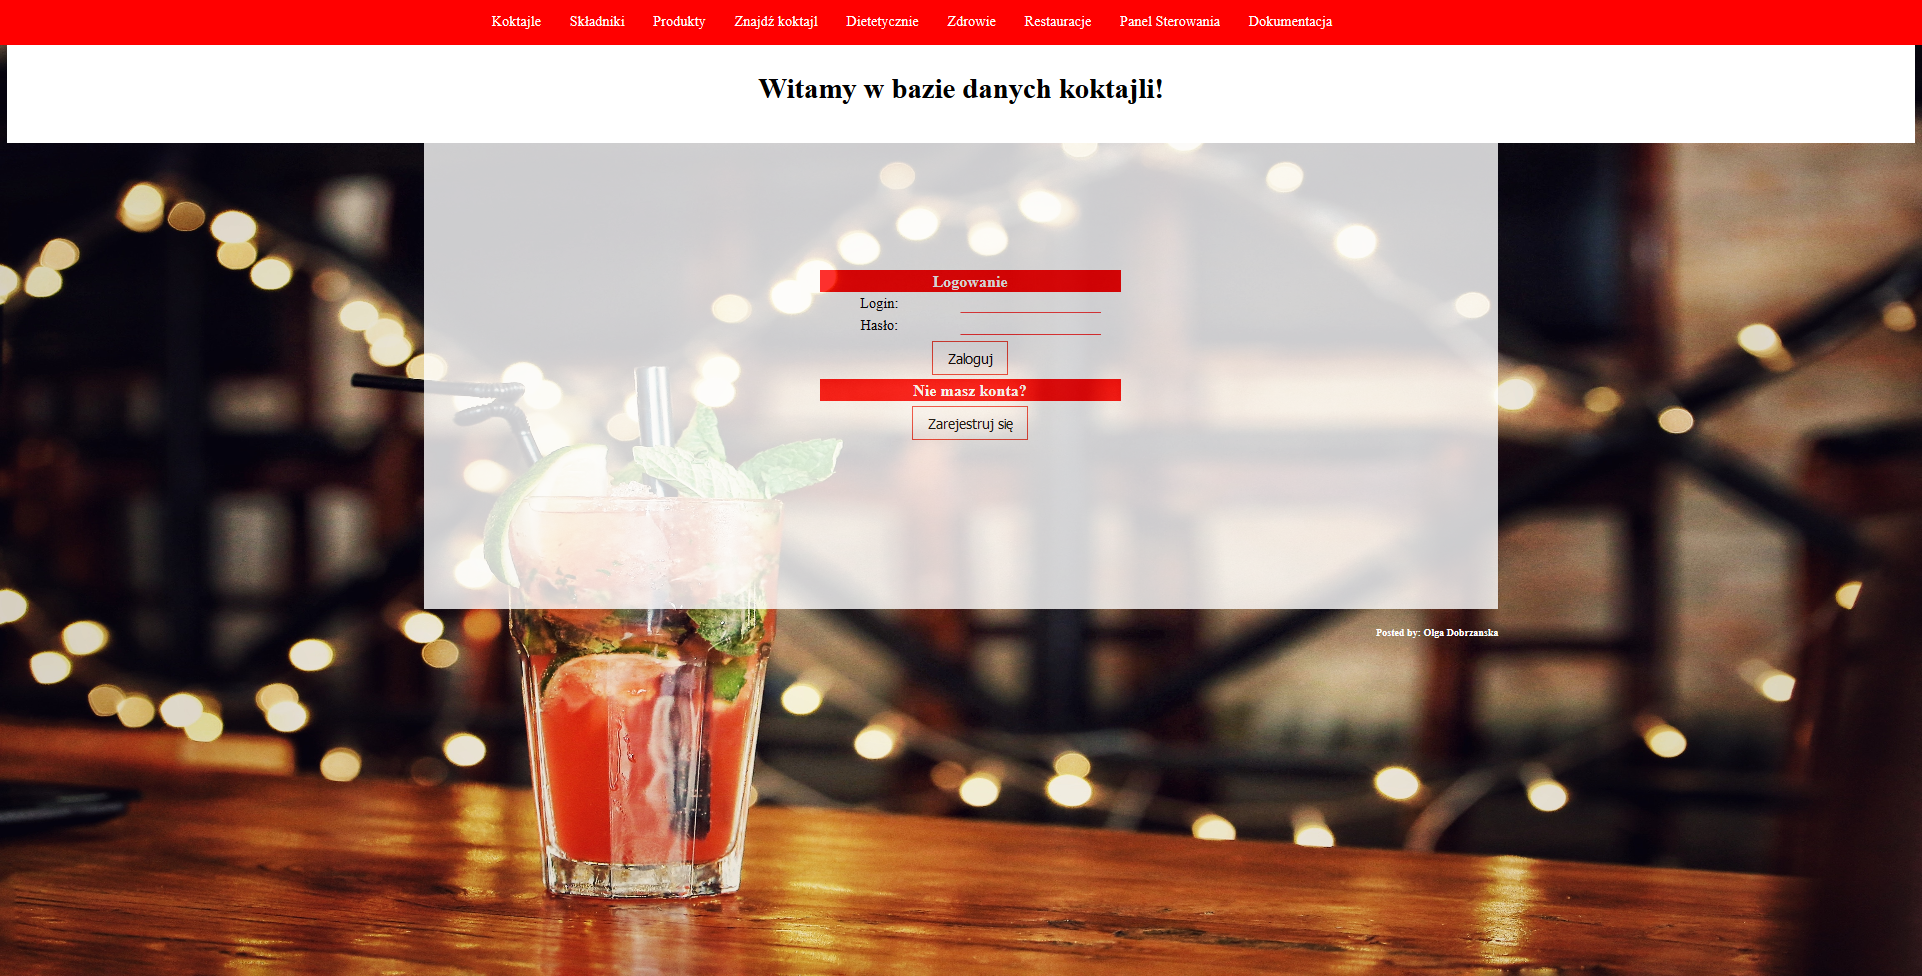 Koktajle Składniki Produkty Znajdź koktajl Dietetycznie Zdrowie Restauracje Panel Sterowania Dokumentacja
Witamy w bazie danych koktajli!
Logowanie
Login:
Hasło:
Zaloguj
Nie masz konta?
Zarejestruj się
Posted by: Olga Dobrzanska